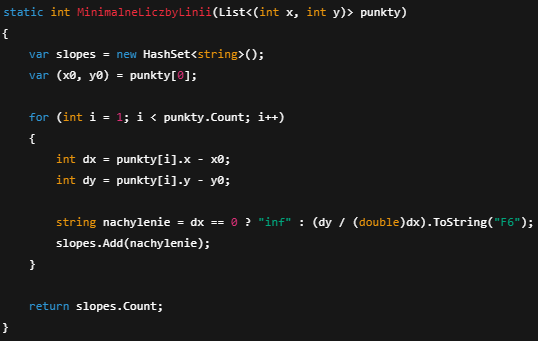 static int MinimalneLiczbyLinii(List<(int x, int y)> punkty)
{
    var slopes = new HashSet<string>();
    var (x0, y0) = punkty[0];

    for (int i = 1; i < punkty.Count; i++)
    {
        int dx = punkty[i].x - x0;
        int dy = punkty[i].y - y0;

        string nachylenie = dx == 0 ? "inf" : (dy / (double)dx).ToString("F6");
        slopes.Add(nachylenie);
    }

    return slopes.Count;
}